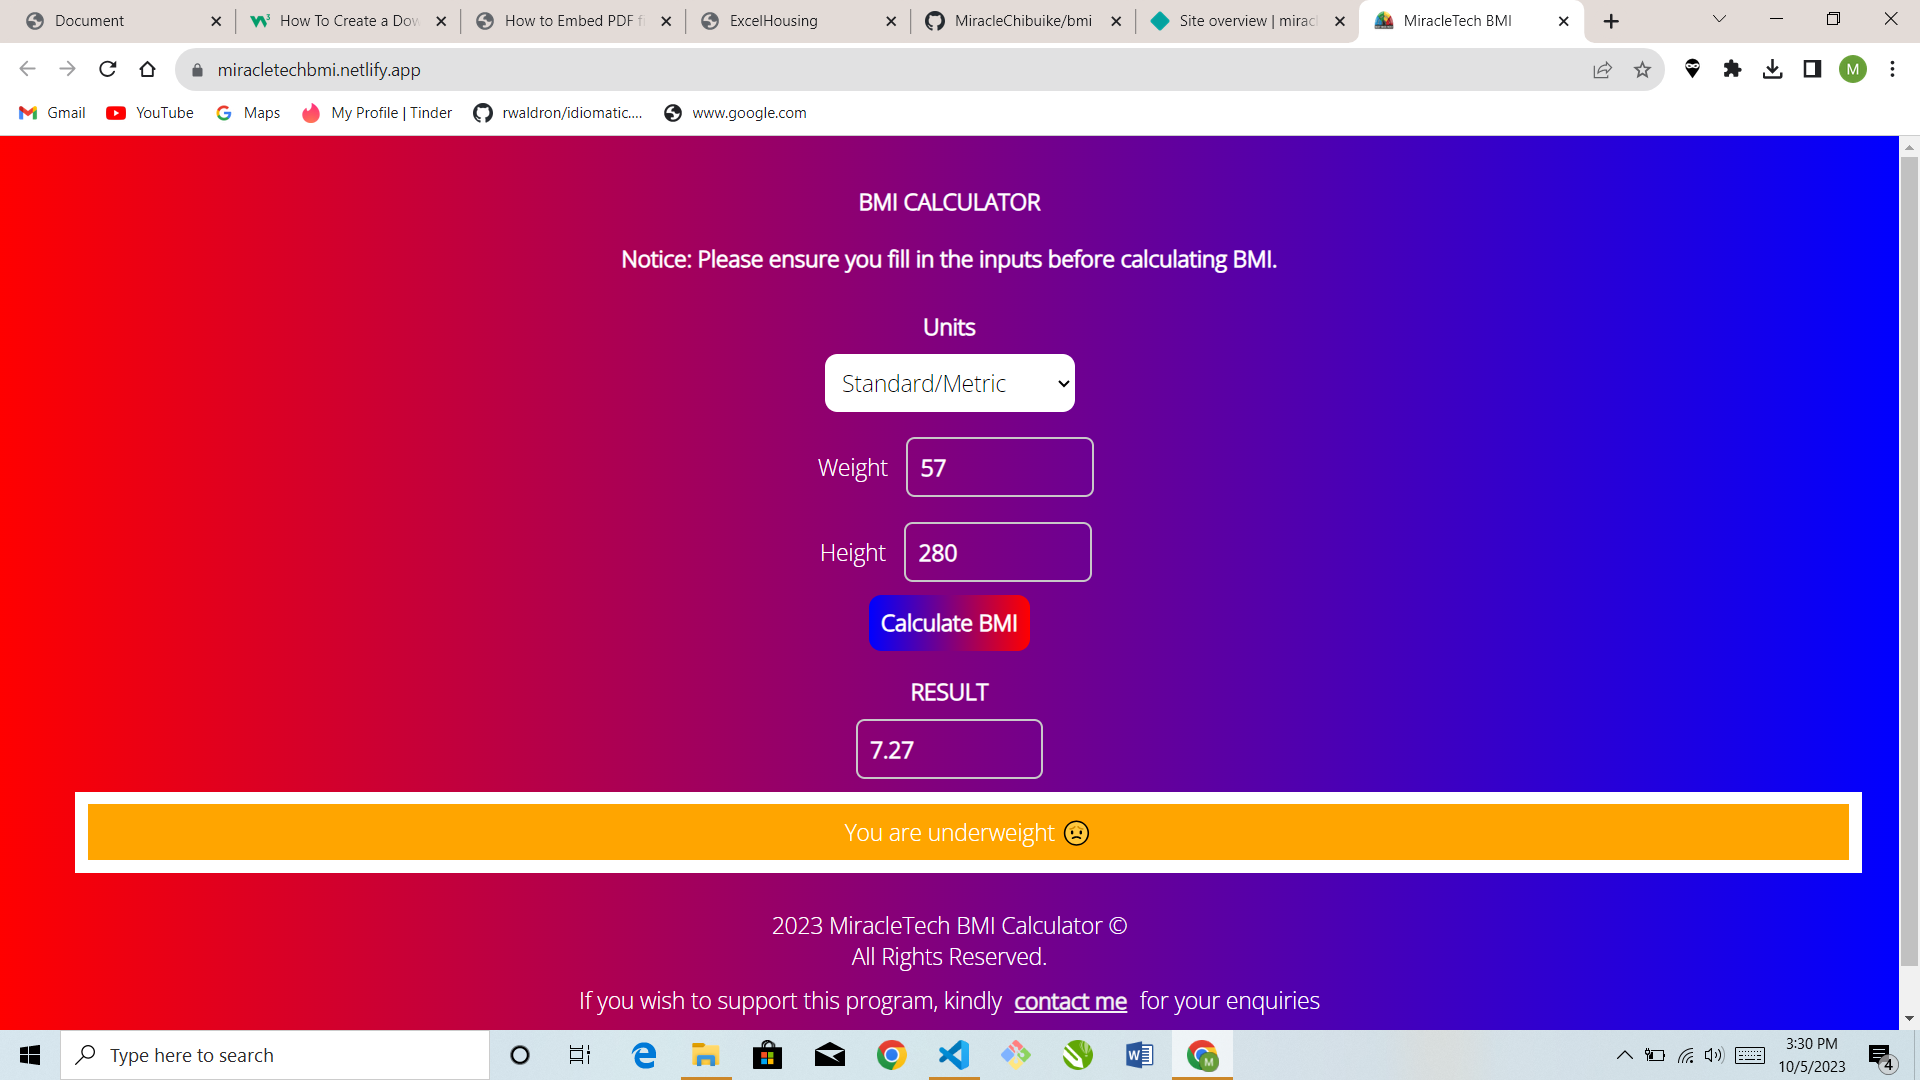 Document
How To Create a Dow
How to Embed PDF fi
ExcelHousing
MiracleChibuike/bmi
Site overview | mirac
MiracleTech BMI
miracletechbmi.netlify.app
M
Gmail
YouTube
Maps
My Profile | Tinder
rwaldron/idiomatic....
www.google.com
BMI CALCULATOR
Notice: Please ensure you fill in the inputs before calculating BMI.
Units
Standard/Metric
Weight 57
Height 280
Calculate BMI
RESULT
7.27
You are underweight 😟
2023 MiracleTech BMI Calculator ©
All Rights Reserved.
If you wish to support this program, kindly contact me for your enquiries
Type here to search
3:30 PM
10/5/2023
4